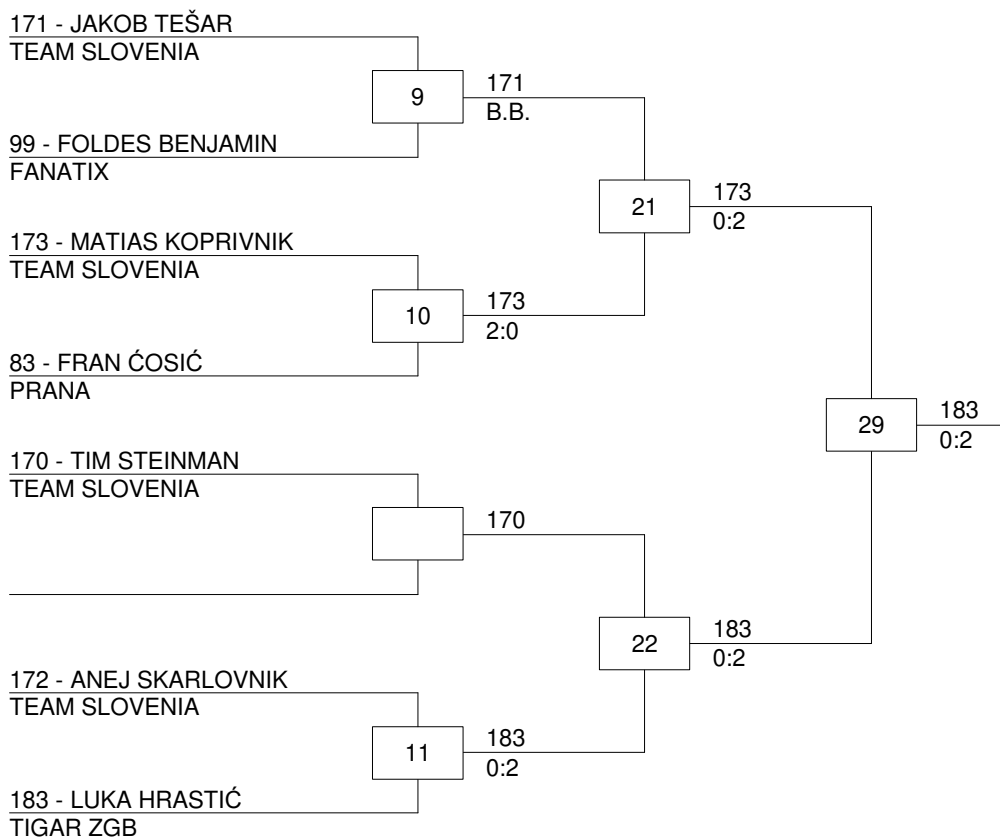 171 - JAKOB TEŠAR
TEAM SLOVENIA
9
171
B.B.
99 - FOLDES BENJAMIN
FANATIX
21
173
0:2
173 - MATIAS KOPRIVNIK
TEAM SLOVENIA
10
173
2:0
83 - FRAN ĆOSIĆ
PRANA
29
183
0:2
170 - TIM STEINMAN
TEAM SLOVENIA
170
22
183
0:2
172 - ANEJ SKARLOVNIK
TEAM SLOVENIA
11
183
0:2
183 - LUKA HRASTIĆ
TIGAR ZGB